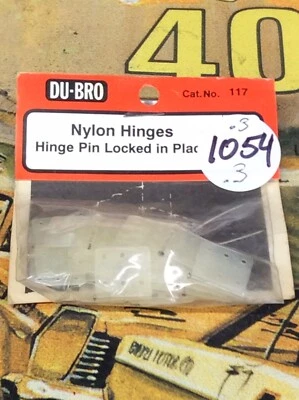 40
DU-BRO
Cat. No. 117
Nylon Hinges
Hinge Pin Locked in Plac
.3
1054
.3